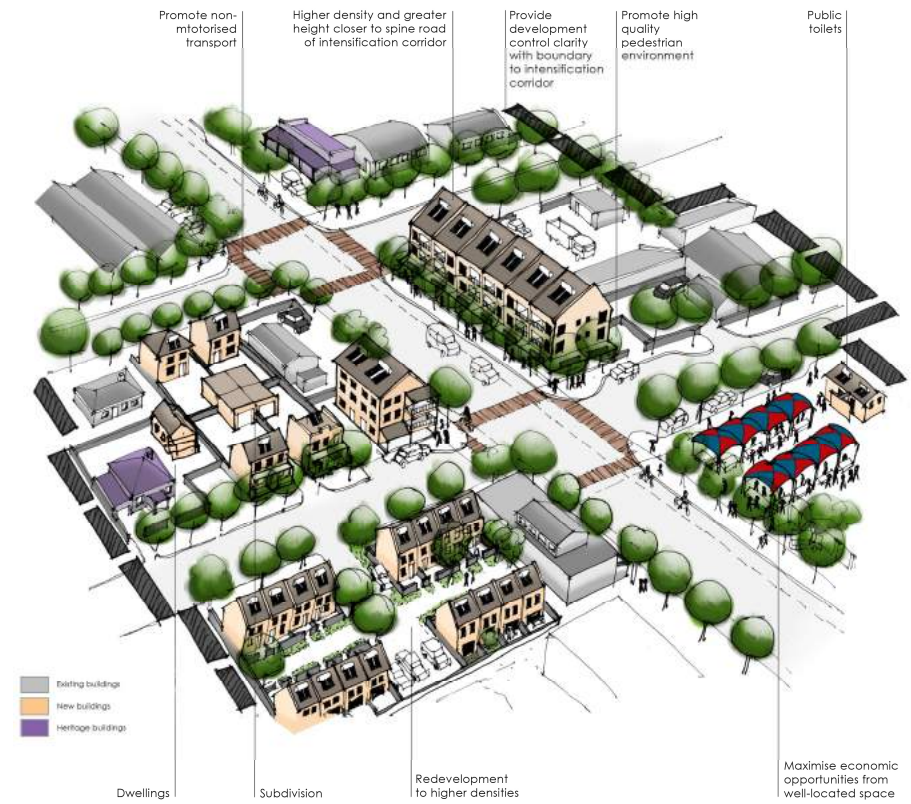 Promote non-
mtotorised
transport
Higher density and greater
height closer to spine road
of intensification corridor
Provide
development
control clarity
with boundary
to intensification
corridor
Promote high
quality
pedestrian
environment
Public
toilets
Existing buildings
New buildings
Heritage buildings
Dwellings
Subdivision
Redevelopment
to higher densities
Maximise economic
opportunities from
well-located space